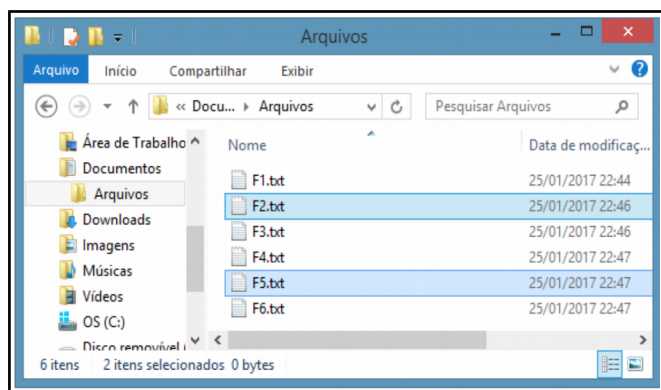 Arquivos
Arquivo Início Compartilhar Exibir
« Docu... Arquivos Pesquisar Arquivos
Área de Trabalho
Documentos
Arquivos
Downloads
Imagens
Músicas
Vídeos
OS (C:)
Disco removível (
Nome Data de modificaç...
F1.txt 25/01/2017 22:44
F2.txt 25/01/2017 22:46
F3.txt 25/01/2017 22:46
F4.txt 25/01/2017 22:47
F5.txt 25/01/2017 22:47
F6.txt 25/01/2017 22:47
6 itens 2 itens selecionados 0 bytes